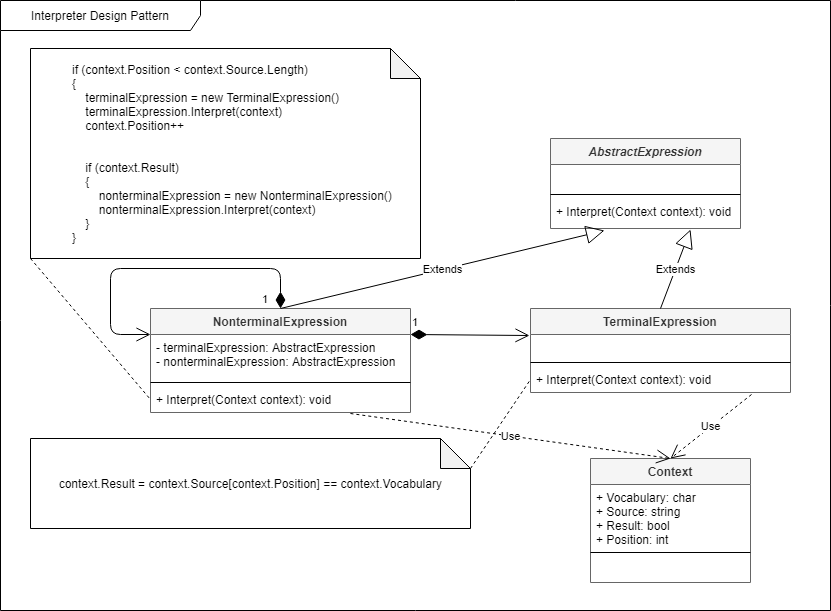 Interpreter Design Pattern
if (context.Position < context.Source.Length)
{
terminalExpression = new TerminalExpression()
terminalExpression.Interpret(context)
context.Position++
if (context.Result)
{
nonterminalExpression = new NonterminalExpression()
nonterminalExpression.Interpret(context)
}
}
AbstractExpression
+ Interpret(Context context): void
Extends
Extends
1
NonterminalExpression
- terminalExpression: AbstractExpression
- nonterminalExpression: AbstractExpression
+ Interpret(Context context): void
1
TerminalExpression
+ Interpret(Context context): void
Use
Use
context.Result = context.Source[context.Position] == context.Vocabulary
Context
+ Vocabulary: char
+ Source: string
+ Result: bool
+ Position: int